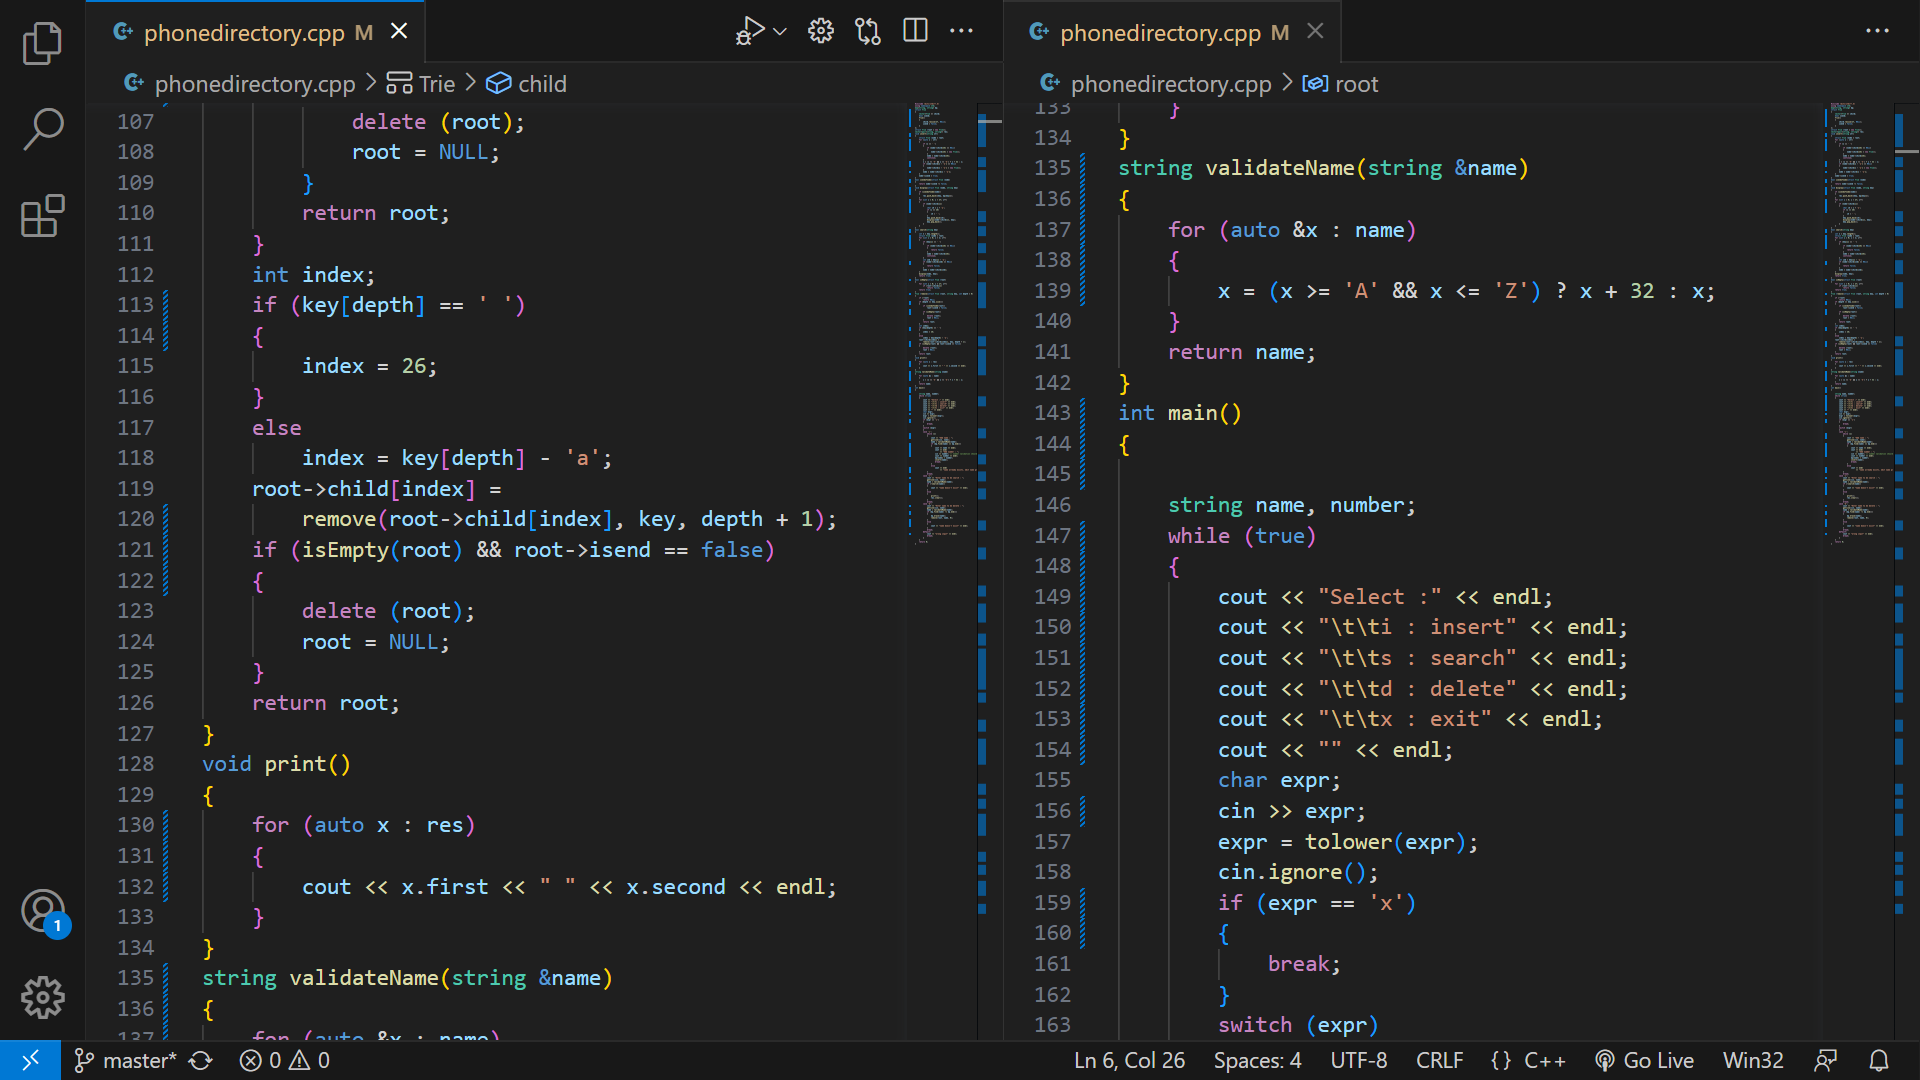 phonedirectory.cpp M
phonedirectory.cpp > Trie > child
107 delete (root);
108 root = NULL;
109 }
110 return root;
111 }
112 int index;
113 if (key[depth] == ' ')
114 {
115 index = 26;
116 }
117 else
118 index = key[depth] - 'a';
119 root->child[index] =
120 remove(root->child[index], key, depth + 1);
121 if (isEmpty(root) && root->isend == false)
122 {
123 delete (root);
124 root = NULL;
125 }
126 return root;
127 }
128 void print()
129 {
130 for (auto x : res)
131 {
132 cout << x.first << " " << x.second << endl;
133 }
134 }
135 string validateName(string &name)
136 {
137 for (auto &x : name)
phonedirectory.cpp M
phonedirectory.cpp > root
133 }
134 }
135 string validateName(string &name)
136 {
137 for (auto &x : name)
138 {
139 x = (x >= 'A' && x <= 'Z') ? x + 32 : x;
140 }
141 return name;
142 }
143 int main()
144 {
145
146 string name, number;
147 while (true)
148 {
149 cout << "Select :" << endl;
150 cout << "\t\ti : insert" << endl;
151 cout << "\t\ts : search" << endl;
152 cout << "\t\td : delete" << endl;
153 cout << "\t\tx : exit" << endl;
154 cout << "" << endl;
155 char expr;
156 cin >> expr;
157 expr = tolower(expr);
158 cin.ignore();
159 if (expr == 'x')
160 {
161 break;
162 }
163 switch (expr)
1
master* 0 0 Ln 6, Col 26 Spaces: 4 UTF-8 CRLF {} C++ Go Live Win32